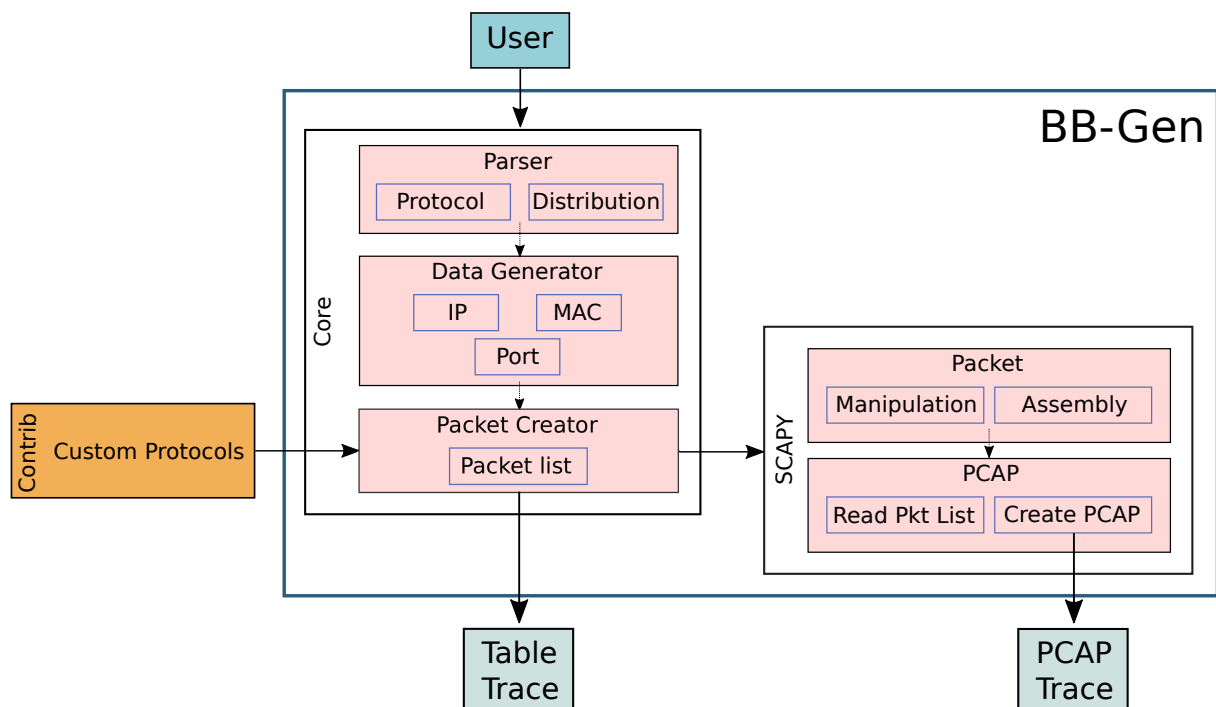 User
BB-Gen
Core
Parser
Protocol
Distribution
Data Generator
IP
MAC
Port
Packet Creator
Packet list
Contrib
Custom Protocols
SCAPY
Packet
Manipulation
Assembly
PCAP
Read Pkt List
Create PCAP
Table
Trace
PCAP
Trace